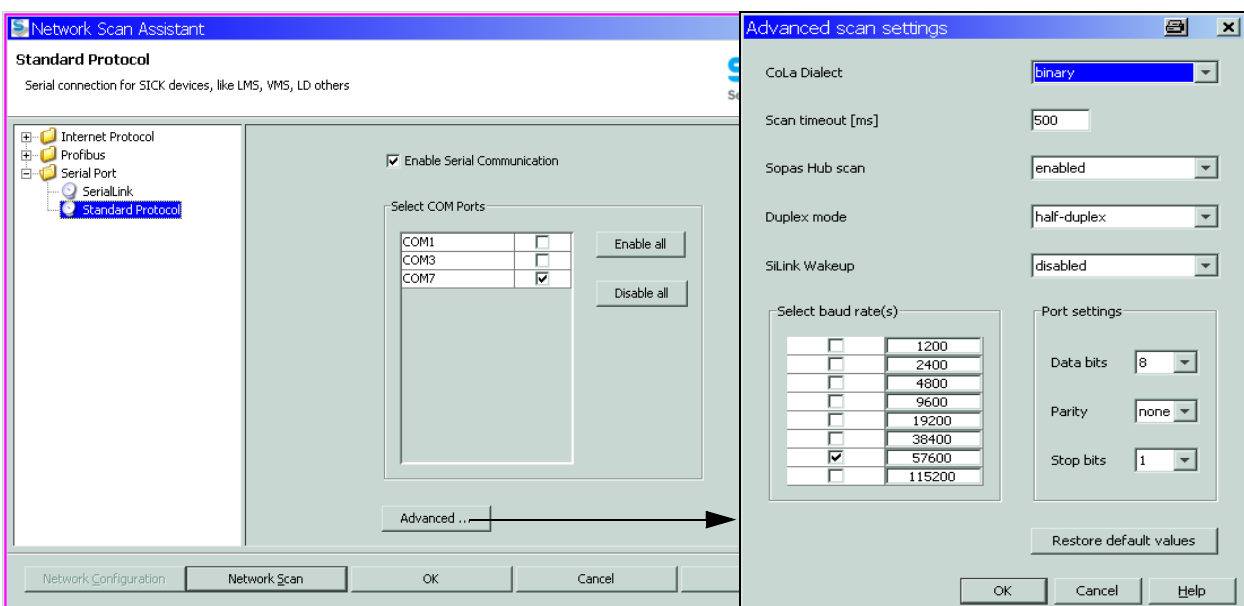 Network Scan Assistant
Standard Protocol
Serial connection for SICK devices, like LMS, VMS, LD others
Internet Protocol
Profibus
Serial Port
SerialLink
Standard Protocol
Enable Serial Communication
Select COM Ports
COM1
COM3
COM7
Enable all
Disable all
Advanced ...
Network Configuration
Network Scan
OK
Cancel
Advanced scan settings
CoLa Dialect
binary
Scan timeout [ms]
500
Sopas Hub scan
enabled
Duplex mode
half-duplex
SiLink Wakeup
disabled
Select baud rate(s)
1200
2400
4800
9600
19200
38400
57600
115200
Port settings
Data bits
8
Parity
none
Stop bits
1
Restore default values
OK
Cancel
Help